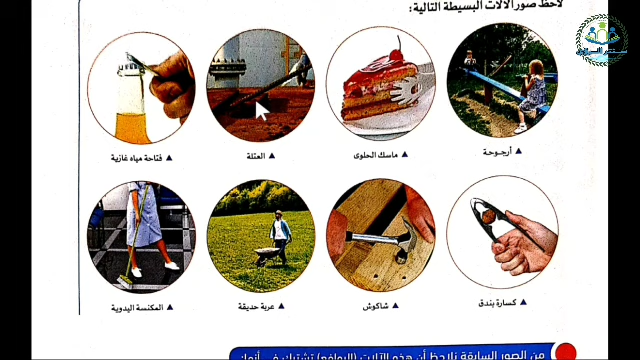 لاحظ صور الآلات البسيطة التالية:
▲ أرجوحة
▲ ماسك الحلوى
▲ العتلة
▲ فتاحة مياه غازية
▲ كسارة بندق
▲ شاكوش
▲ عربة حديقة
▲ المكنسة اليدوية
من الصور السابقة نلاحظ أن هذه الآلات (الروافع) تشترك في أنها: